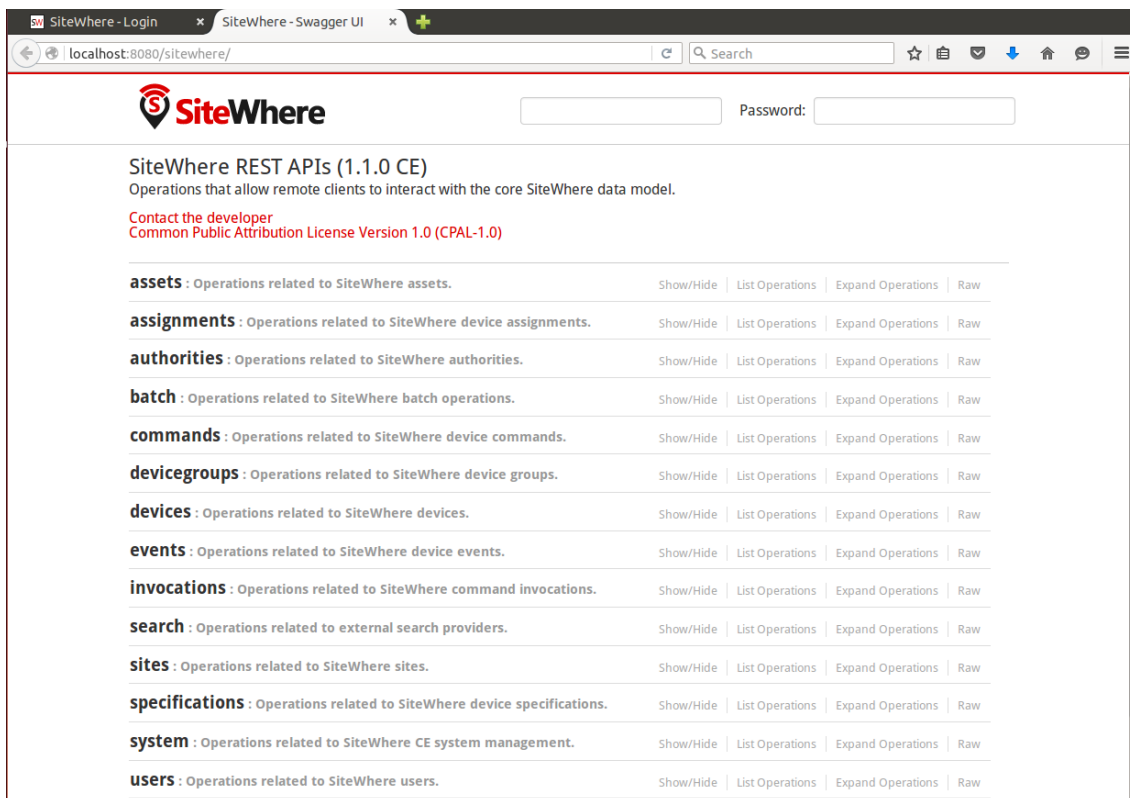 SW SiteWhere - Login × SiteWhere - Swagger UI ×
localhost:8080/sitewhere/ Search
S SiteWhere Password:
SiteWhere REST APIs (1.1.0 CE)
Operations that allow remote clients to interact with the core SiteWhere data model.
Contact the developer
Common Public Attribution License Version 1.0 (CPAL-1.0)
assets : Operations related to SiteWhere assets. Show/Hide List Operations Expand Operations Raw
assignments : Operations related to SiteWhere device assignments. Show/Hide List Operations Expand Operations Raw
authorities : Operations related to SiteWhere authorities. Show/Hide List Operations Expand Operations Raw
batch : Operations related to SiteWhere batch operations. Show/Hide List Operations Expand Operations Raw
commands : Operations related to SiteWhere device commands. Show/Hide List Operations Expand Operations Raw
devicegroups : Operations related to SiteWhere device groups. Show/Hide List Operations Expand Operations Raw
devices : Operations related to SiteWhere devices. Show/Hide List Operations Expand Operations Raw
events : Operations related to SiteWhere device events. Show/Hide List Operations Expand Operations Raw
invocations : Operations related to SiteWhere command invocations. Show/Hide List Operations Expand Operations Raw
search : Operations related to external search providers. Show/Hide List Operations Expand Operations Raw
sites : Operations related to SiteWhere sites. Show/Hide List Operations Expand Operations Raw
specifications : Operations related to SiteWhere device specifications. Show/Hide List Operations Expand Operations Raw
system : Operations related to SiteWhere CE system management. Show/Hide List Operations Expand Operations Raw
users : Operations related to SiteWhere users. Show/Hide List Operations Expand Operations Raw